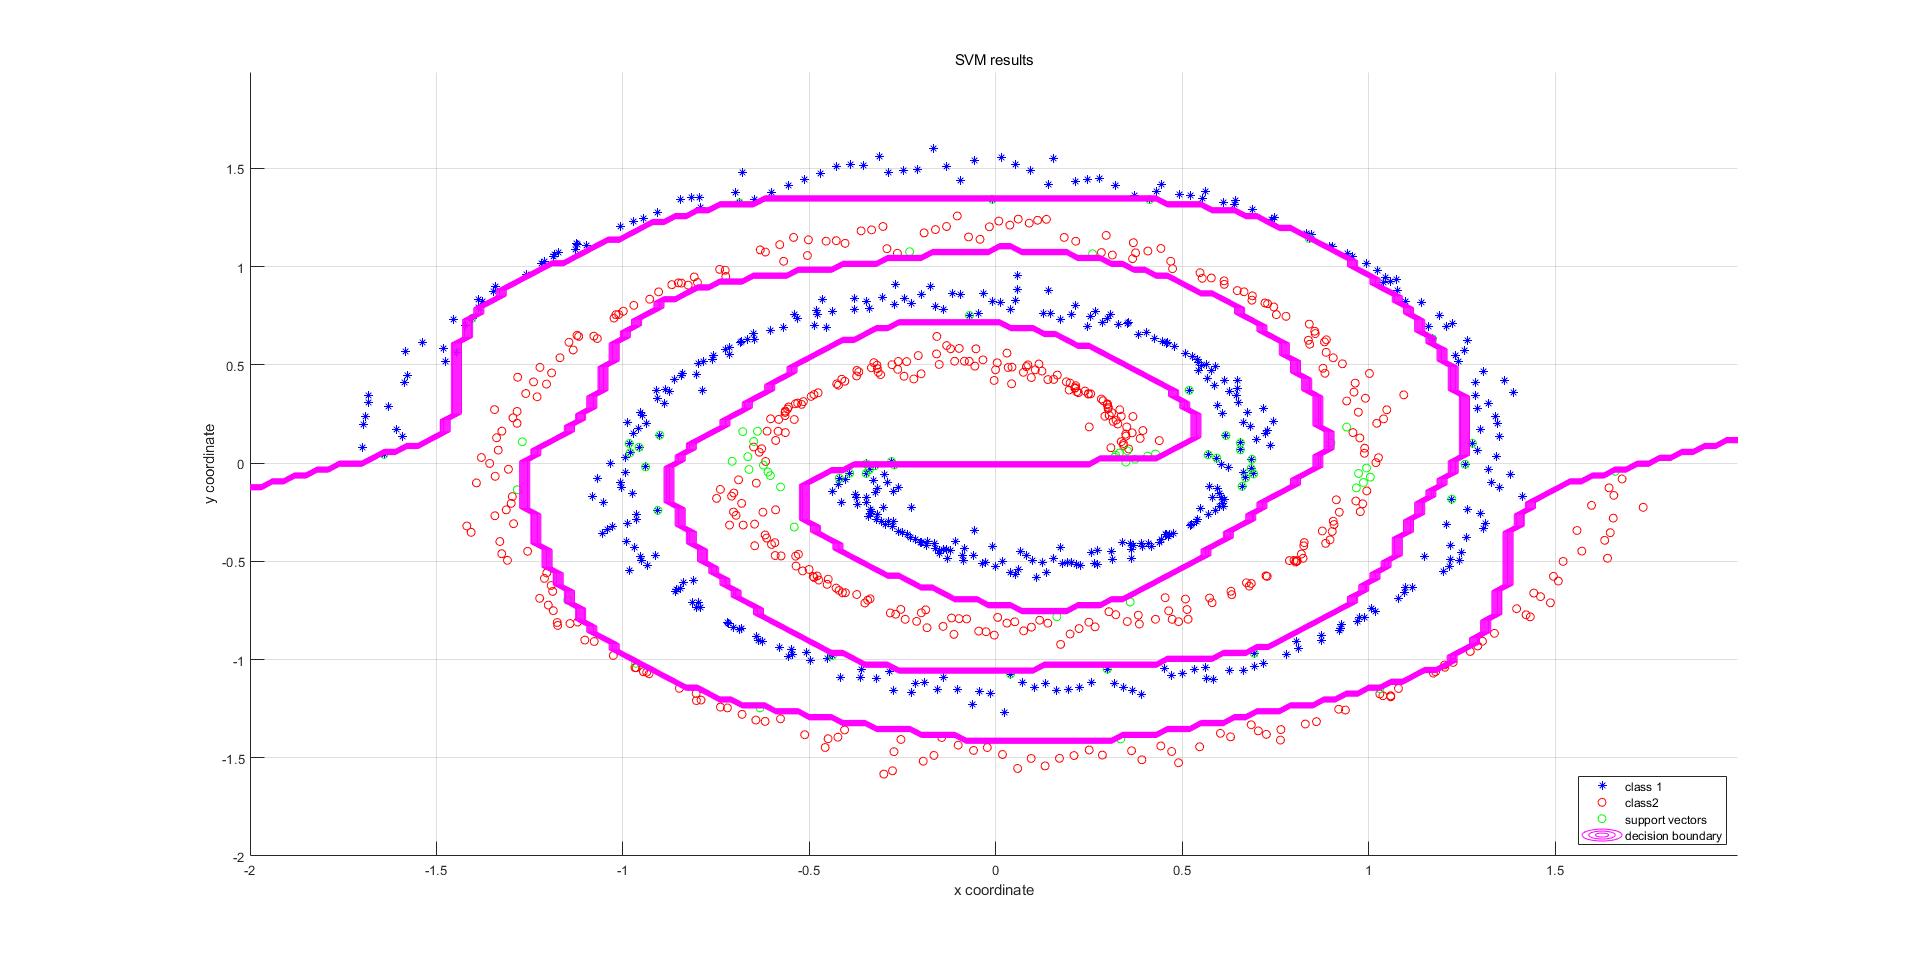 SVM results
y coordinate
1.5
1
0.5
0
-0.5
-1
-1.5
-2
-2 -1.5 -1 -0.5 0 0.5 1 1.5
x coordinate
class 1
class2
support vectors
decision boundary